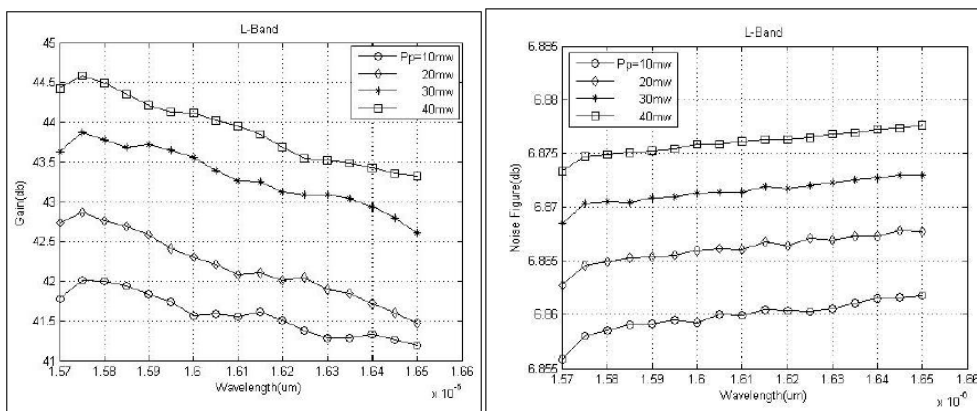 L-Band
45
44.5
44
43.5
43
42.5
42
41.5
41
Gain(db)
Pp=10mw
20mw
30mw
40mw
1.57 1.58 1.59 1.6 1.61 1.62 1.63 1.64 1.65 1.66
Wavelength(um)
x 10⁻⁶
L-Band
6.885
6.88
6.875
6.87
6.865
6.86
6.855
Noise Figure(db)
Pp=10mw
20mw
30mw
40mw
1.57 1.58 1.59 1.6 1.61 1.62 1.63 1.64 1.65 1.66
Wavelength(um)
x 10⁻⁶